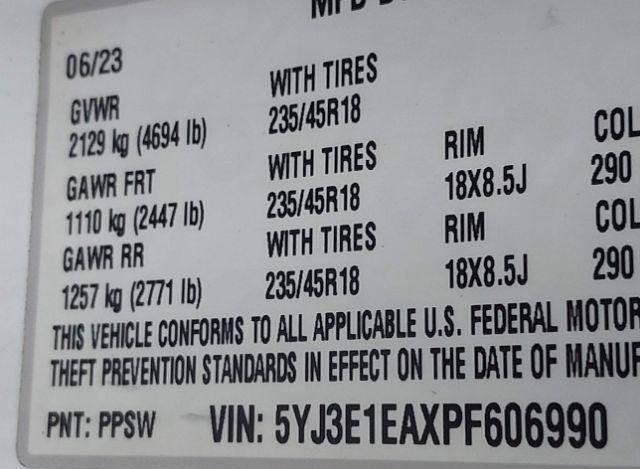 06/23
GVWR WITH TIRES
2129 kg (4694 lb) 235/45R18
GAWR FRT WITH TIRES RIM COL
1110 kg (2447 lb) 235/45R18 18X8.5J 290
GAWR RR WITH TIRES RIM COL
1257 kg (2771 lb) 235/45R18 18X8.5J 290
THIS VEHICLE CONFORMS TO ALL APPLICABLE U.S. FEDERAL MOTOR
THEFT PREVENTION STANDARDS IN EFFECT ON THE DATE OF MANUF
PNT: PPSW VIN: 5YJ3E1EAXPF606990